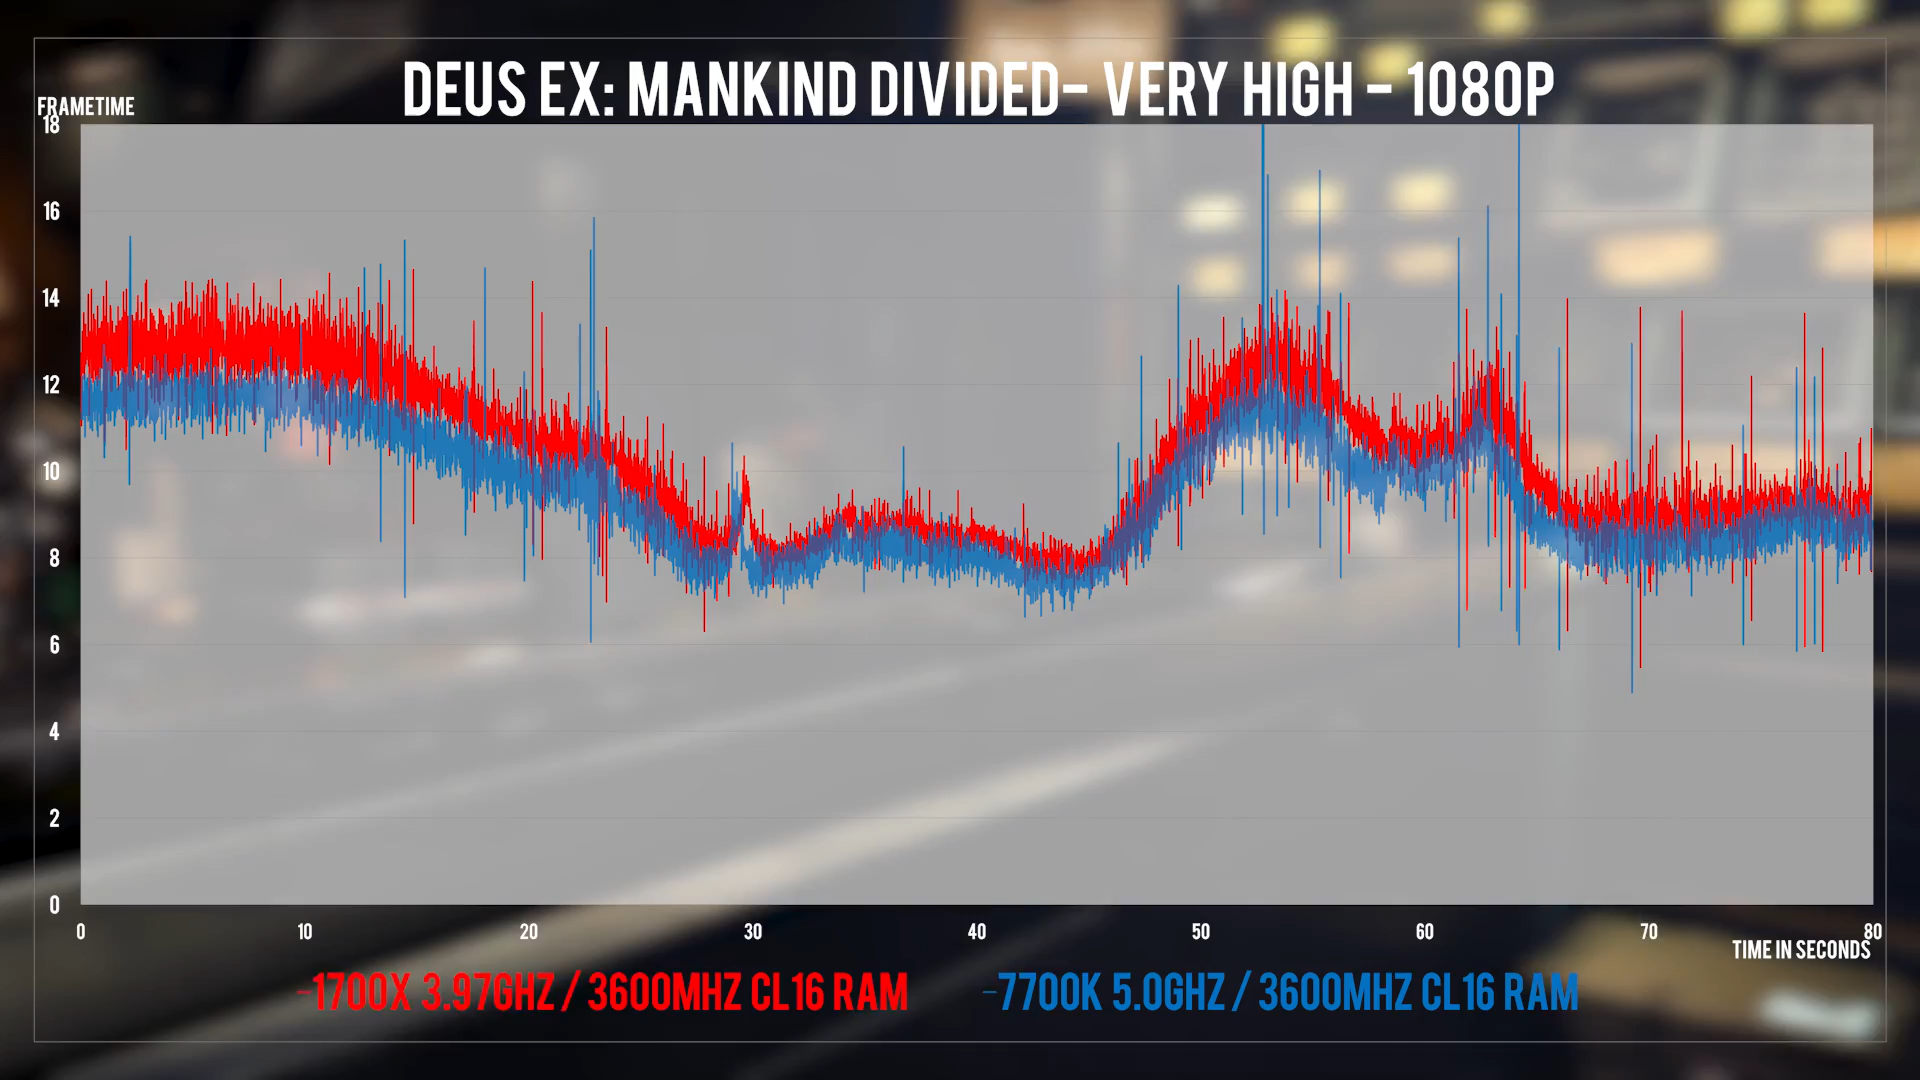 DEUS EX: MANKIND DIVIDED- VERY HIGH - 1080P
FRAMETIME
18
16
14
12
10
8
6
4
2
0
0 10 20 30 40 50 60 70 80
TIME IN SECONDS
-1700X 3.97GHZ / 3600MHZ CL16 RAM -7700K 5.0GHZ / 3600MHZ CL16 RAM